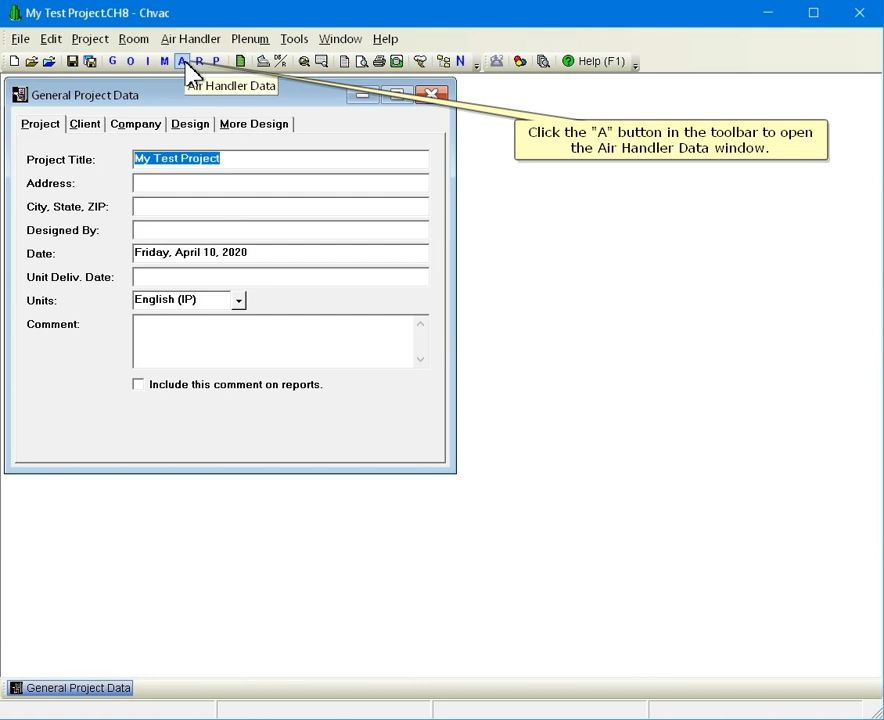 My Test Project.CH8 - Chvac
File Edit Project Room Air Handler Plenum Tools Window Help
G O I M A R P N Help (F1)
Air Handler Data
General Project Data
Click the "A" button in the toolbar to open
the Air Handler Data window.
Project Client Company Design More Design
Project Title: My Test Project
Address:
City, State, ZIP:
Designed By:
Date: Friday, April 10, 2020
Unit Deliv. Date:
Units: English (IP)
Comment:
Include this comment on reports.
General Project Data